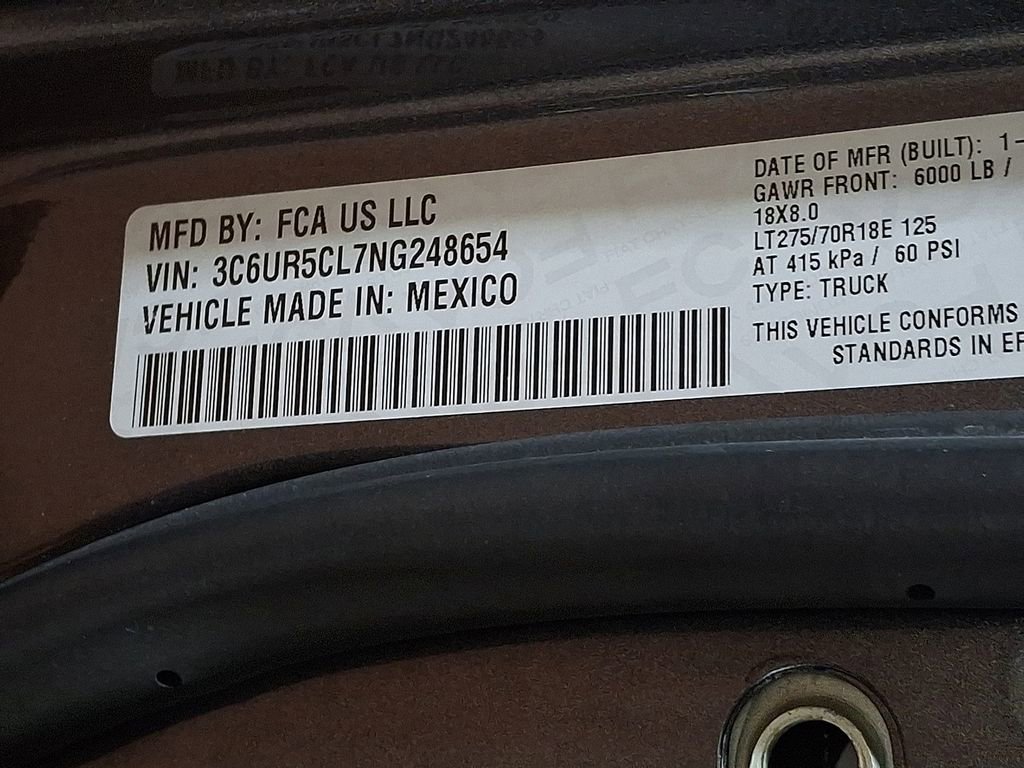 MFD BY: FCA US LLC
VIN: 3C6UR5CL7NG248654
VEHICLE MADE IN: MEXICO
DATE OF MFR (BUILT): 1-
GAWR FRONT: 6000 LB /
18X8.0
LT275/70R18E 125
AT 415 kPa / 60 PSI
TYPE: TRUCK
THIS VEHICLE CONFORMS
STANDARDS IN EF